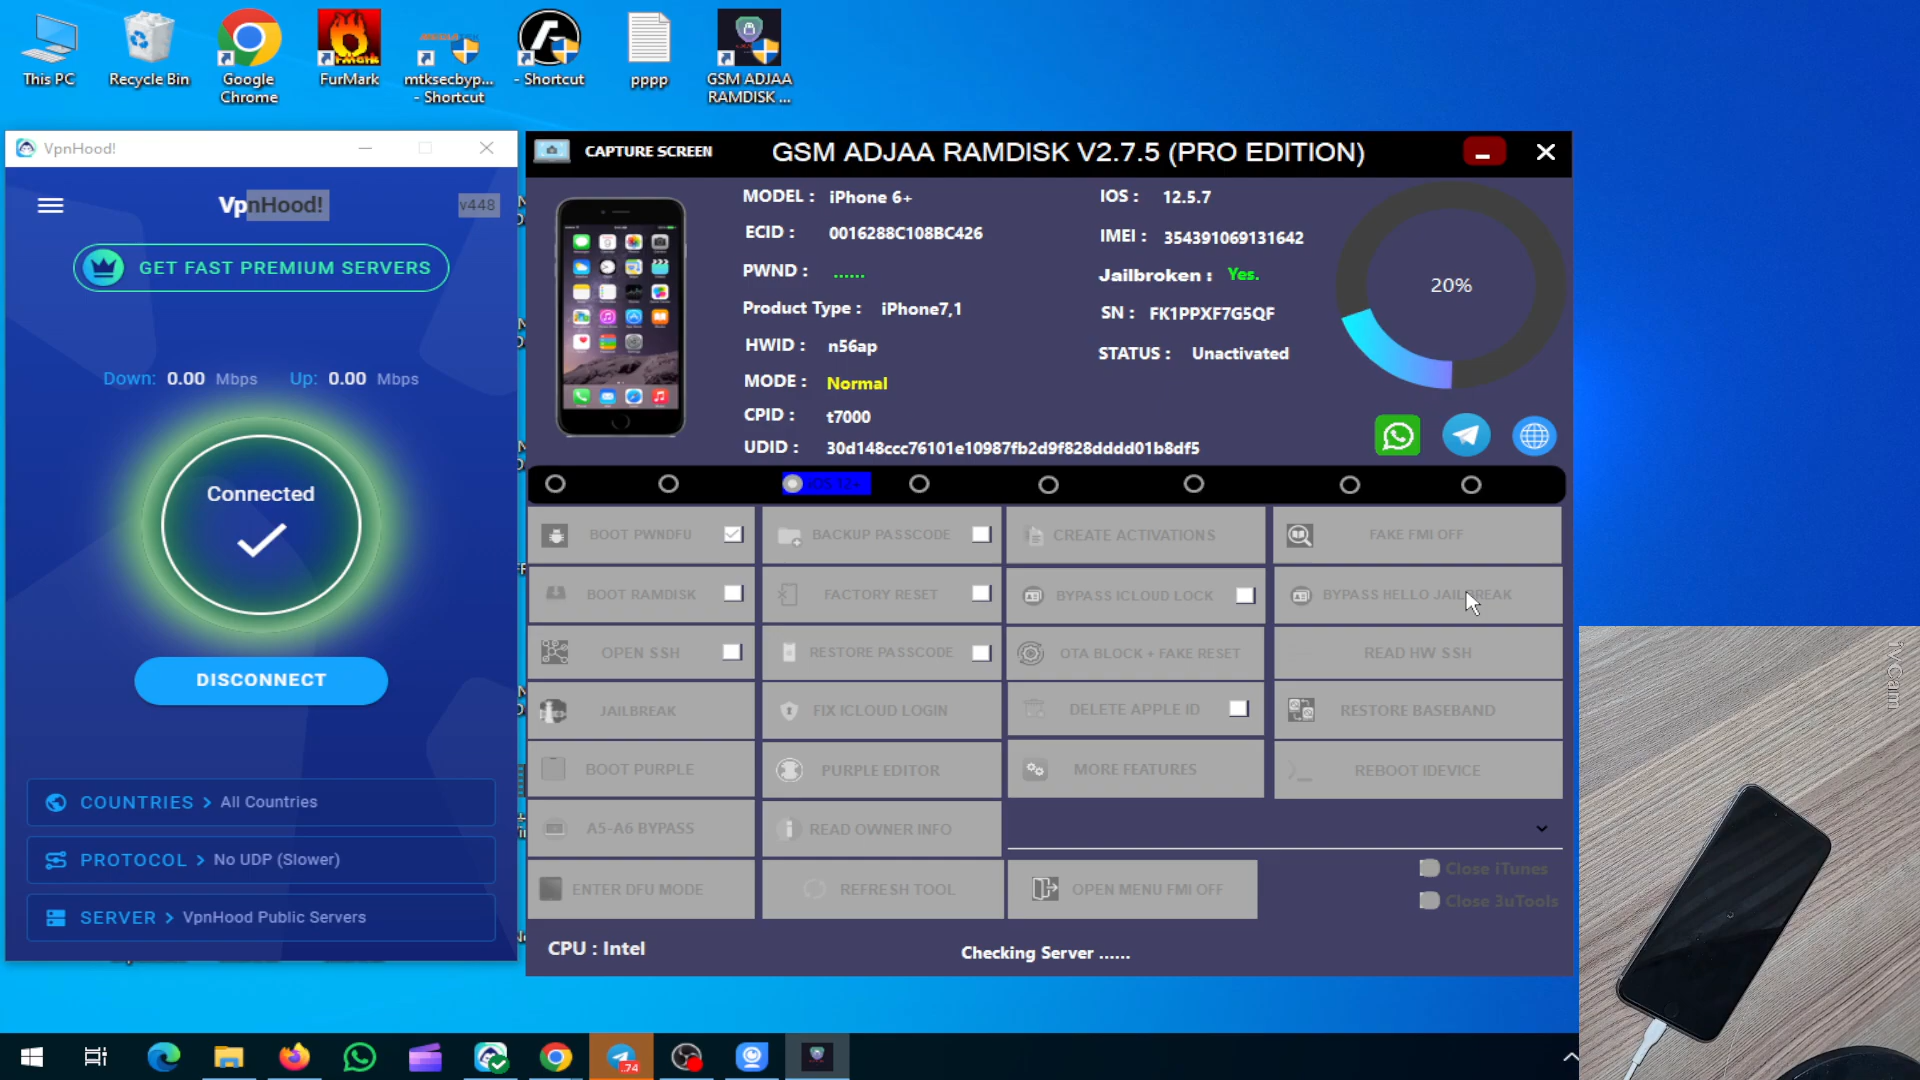 This PC
Recycle Bin
Google
Chrome
FurMark
mtksecbyp...
- Shortcut
- Shortcut
pppp
GSM ADJAA
RAMDISK ...
VpnHood!
VpnHood!
v448
GET FAST PREMIUM SERVERS
Down: 0.00 Mbps Up: 0.00 Mbps
Connected
DISCONNECT
COUNTRIES > All Countries
PROTOCOL > No UDP (Slower)
SERVER > VpnHood Public Servers
CAPTURE SCREEN
GSM ADJAA RAMDISK V2.7.5 (PRO EDITION)
MODEL : iPhone 6+
ECID : 0016288C108BC426
PWND : ......
Product Type : iPhone7,1
HWID : n56ap
MODE : Normal
CPID : t7000
UDID : 30d148ccc76101e10987fb2d9f828dddd01b8df5
IOS : 12.5.7
IMEI : 354391069131642
Jailbroken : Yes.
SN : FK1PPXF7G5QF
STATUS : Unactivated
20%
iOS 12+
BOOT PWNDFU
BACKUP PASSCODE
CREATE ACTIVATIONS
FAKE FMI OFF
BOOT RAMDISK
FACTORY RESET
BYPASS ICLOUD LOCK
BYPASS HELLO JAILBREAK
OPEN SSH
RESTORE PASSCODE
OTA BLOCK + FAKE RESET
READ HW SSH
JAILBREAK
FIX ICLOUD LOGIN
DELETE APPLE ID
RESTORE BASEBAND
BOOT PURPLE
PURPLE EDITOR
MORE FEATURES
REBOOT IDEVICE
A5-A6 BYPASS
READ OWNER INFO
ENTER DFU MODE
REFRESH TOOL
OPEN MENU FMI OFF
Close iTunes
Close 3uTools
CPU : Intel
Checking Server ......
iVCam
..74